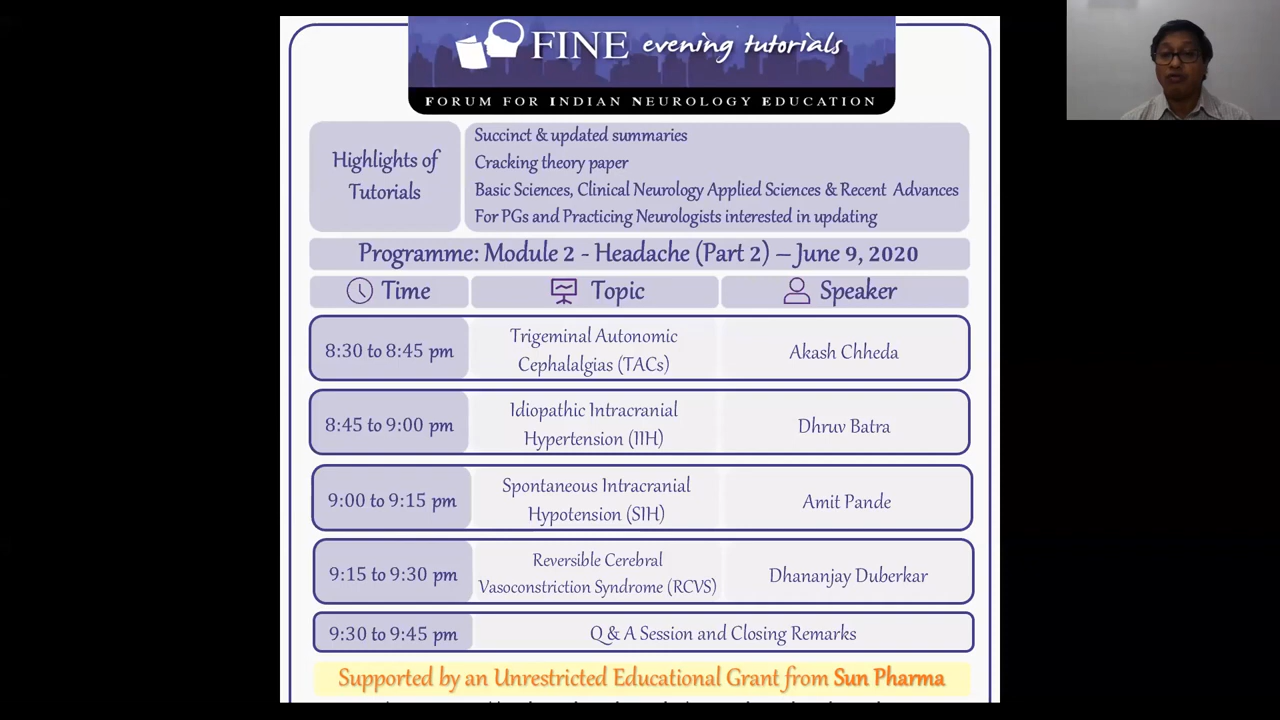 FINE evening tutorials
FORUM FOR INDIAN NEUROLOGY EDUCATION
Highlights of
Tutorials
Succinct & updated summaries
Cracking theory paper
Basic Sciences, Clinical Neurology Applied Sciences & Recent Advances
For PGs and Practicing Neurologists interested in updating
Programme: Module 2 - Headache (Part 2) – June 9, 2020
Time Topic Speaker
8:30 to 8:45 pm
Trigeminal Autonomic
Cephalalgias (TACs)
Akash Chheda
8:45 to 9:00 pm
Idiopathic Intracranial
Hypertension (IIH)
Dhruv Batra
9:00 to 9:15 pm
Spontaneous Intracranial
Hypotension (SIH)
Amit Pande
9:15 to 9:30 pm
Reversible Cerebral
Vasoconstriction Syndrome (RCVS)
Dhananjay Duberkar
9:30 to 9:45 pm
Q & A Session and Closing Remarks
Supported by an Unrestricted Educational Grant from Sun Pharma